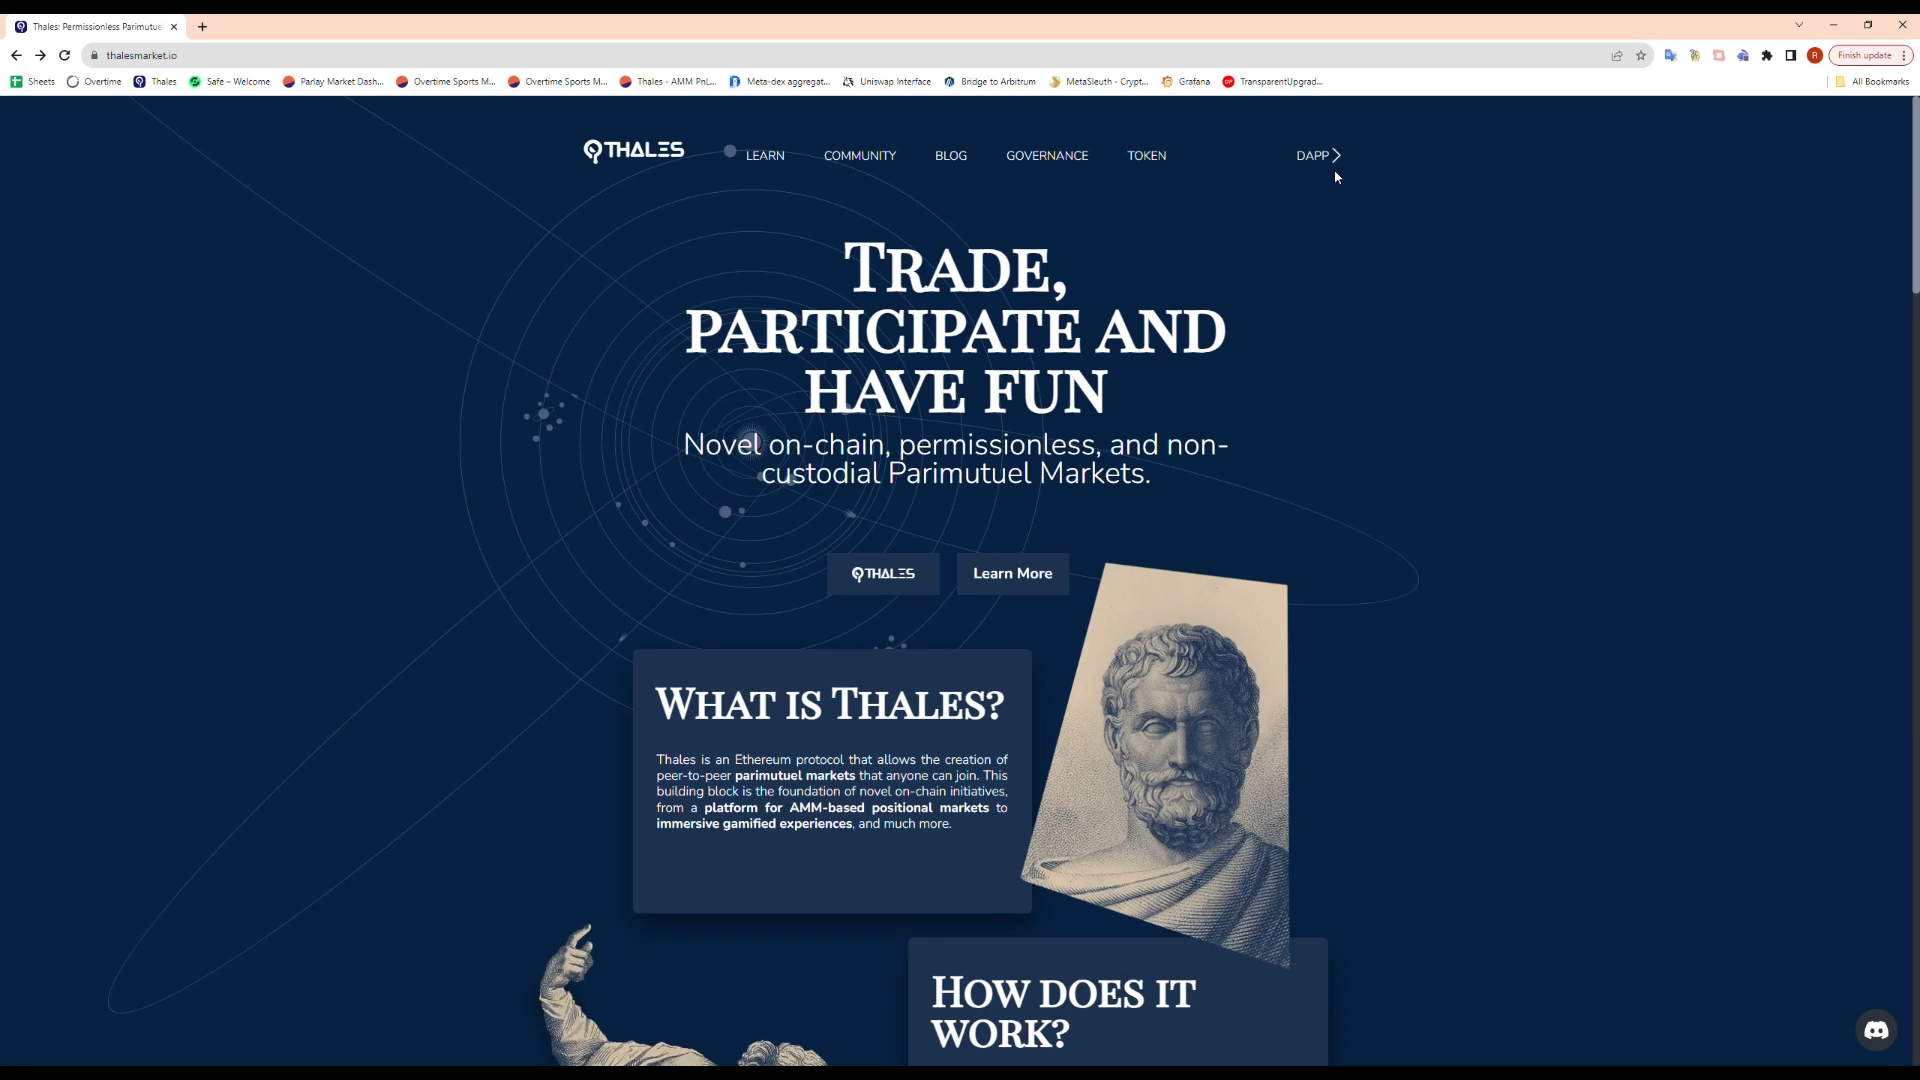 Thales: Permissionless Parimutue
thalesmarket.io
Finish update
Sheets
Overtime
Thales
Safe – Welcome
Parlay Market Dash...
Overtime Sports M...
Overtime Sports M...
Thales - AMM PnL...
Meta-dex aggregat...
Uniswap Interface
Bridge to Arbitrum
MetaSleuth - Crypt...
Grafana
TransparentUpgrad...
All Bookmarks
THALES
LEARN
COMMUNITY
BLOG
GOVERNANCE
TOKEN
DAPP
TRADE,
PARTICIPATE AND
HAVE FUN
Novel on-chain, permissionless, and non-
custodial Parimutuel Markets.
THALES
Learn More
WHAT IS THALES?
Thales is an Ethereum protocol that allows the creation of
peer-to-peer parimutuel markets that anyone can join. This
building block is the foundation of novel on-chain initiatives,
from a platform for AMM-based positional markets to
immersive gamified experiences, and much more.
HOW DOES IT
WORK?